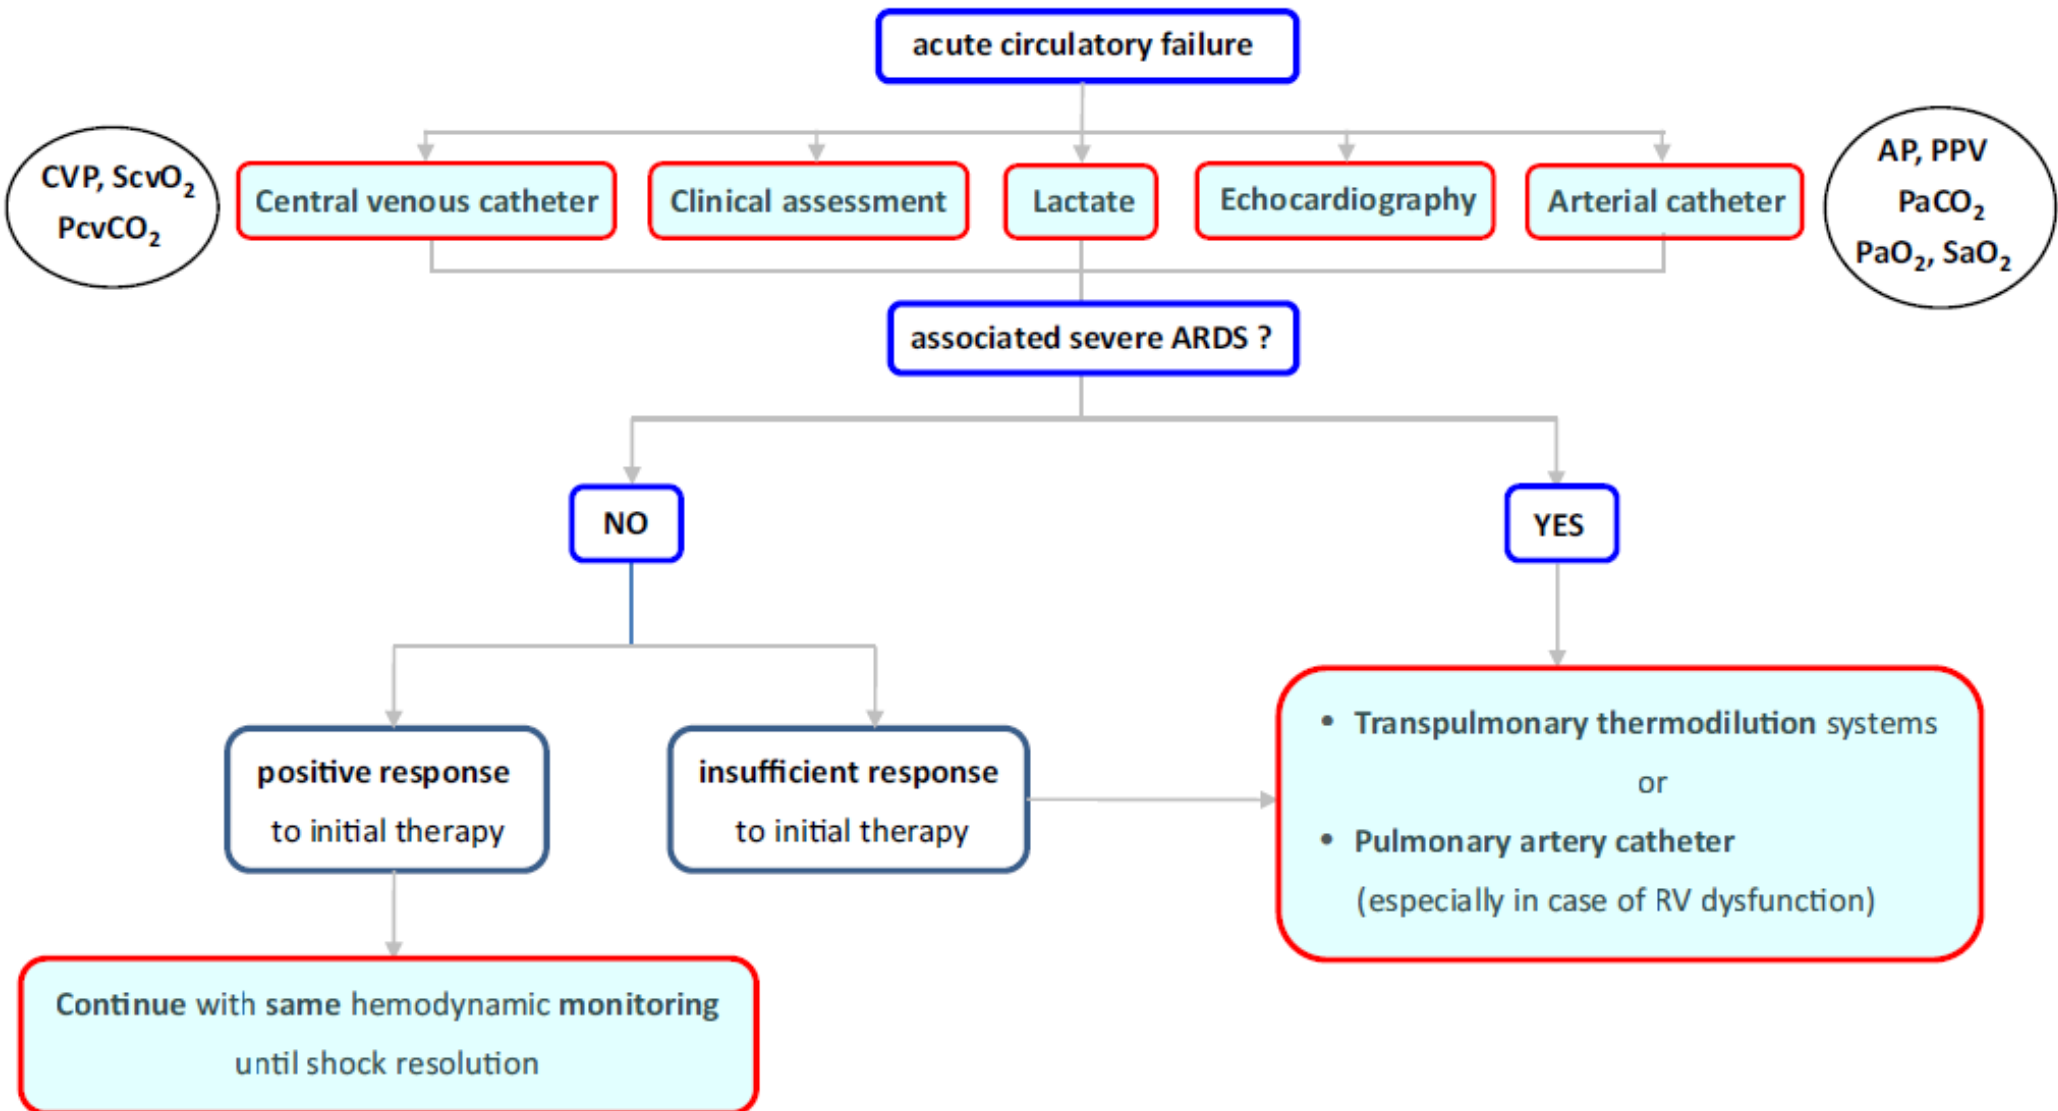 acute circulatory failure
CVP, ScvO₂
PcvCO₂
Central venous catheter
Clinical assessment
Lactate
Echocardiography
Arterial catheter
AP, PPV
PaCO₂
PaO₂, SaO₂
associated severe ARDS ?
NO
YES
positive response
to initial therapy
insufficient response
to initial therapy
• Transpulmonary thermodilution systems
or
• Pulmonary artery catheter
(especially in case of RV dysfunction)
Continue with same hemodynamic monitoring
until shock resolution